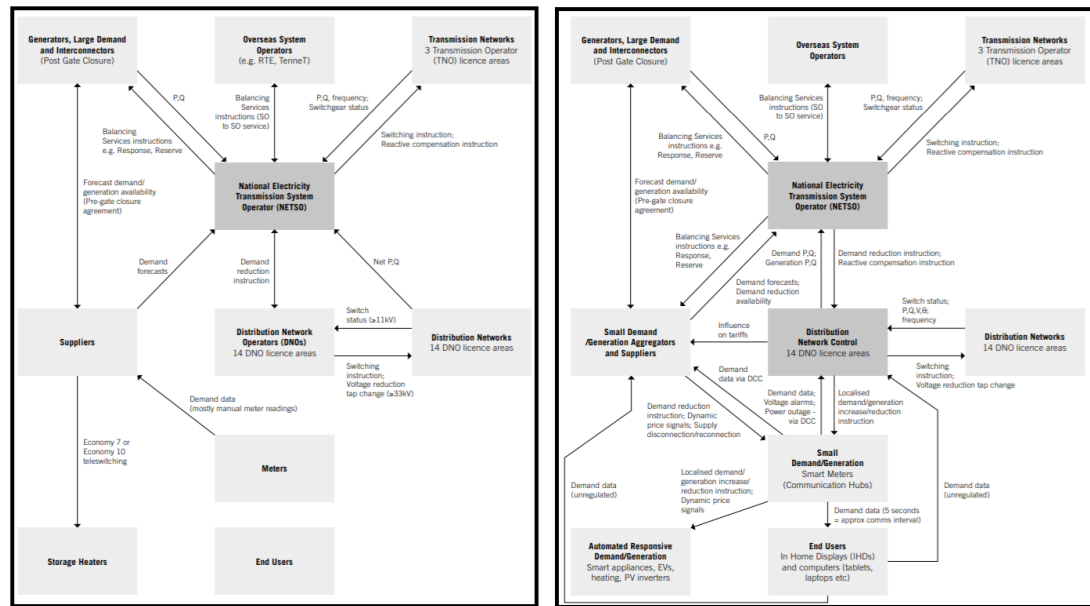 Generators, Large Demand
and Interconnectors
(Post Gate Closure)
Overseas System
Operators
(e.g. RTE, TenneT)
Transmission Networks
3 Transmission Operator
(TNO) licence areas
P,Q
Balancing
Services
instructions (SO
to SO service)
P,Q, frequency;
Switchgear status
Balancing
Services instructions
e.g. Response, Reserve
Switching instruction;
Reactive compensation instruction
Forecast demand/
generation availability
(Pre-gate closure
agreement)
National Electricity
Transmission System
Operator (NETSO)
Demand
forecasts
Demand
reduction
instruction
Net P,Q
Suppliers
Distribution Network
Operators (DNOs)
14 DNO licence areas
Switch
status (≥11kV)
Distribution Networks
14 DNO licence areas
Switching
instruction;
Voltage reduction
tap change (≥33kV)
Demand data
(mostly manual meter readings)
Economy 7 or
Economy 10
teleswitching
Meters
Storage Heaters
End Users
Generators, Large Demand
and Interconnectors
(Post Gate Closure)
Overseas System
Operators
Transmission Networks
3 Transmission Operator
(TNO) licence areas
Balancing
Services
instructions (SO
to SO service)
P,Q, frequency;
Switchgear status
P,Q
Balancing Services
instructions e.g.
Response, Reserve
Switching instruction;
Reactive compensation instruction
Forecast demand/
generation availability
(Pre-gate closure
agreement)
National Electricity
Transmission System
Operator (NETSO)
Balancing Services
instructions e.g.
Response,
Reserve
Demand P,Q;
Generation P,Q
Demand reduction instruction;
Reactive compensation instruction
Demand forecasts;
Demand reduction
availability
Small Demand
/Generation Aggregators
and Suppliers
Influence
on tariffs
Distribution
Network Control
14 DNO licence areas
Switch status;
P,Q,V,θ;
frequency
Distribution Networks
14 DNO licence areas
Switching
instruction;
Voltage reduction tap change
Demand
data via DCC
Demand data;
Voltage alarms;
Power outage -
via DCC
Localised
demand/generation
increase/reduction
instruction
Demand reduction
instruction; Dynamic
price signals; Supply
disconnection/reconnection
Small
Demand/Generation
Smart Meters
(Communication Hubs)
Demand data
(unregulated)
Localised demand/
generation increase/
reduction instruction;
Dynamic price
signals
Demand data
(unregulated)
Demand data (5 seconds
= approx comms interval)
Automated Responsive
Demand/Generation
Smart appliances, EVs,
heating, PV inverters
End Users
In Home Displays (IHDs)
and computers (tablets,
laptops etc)